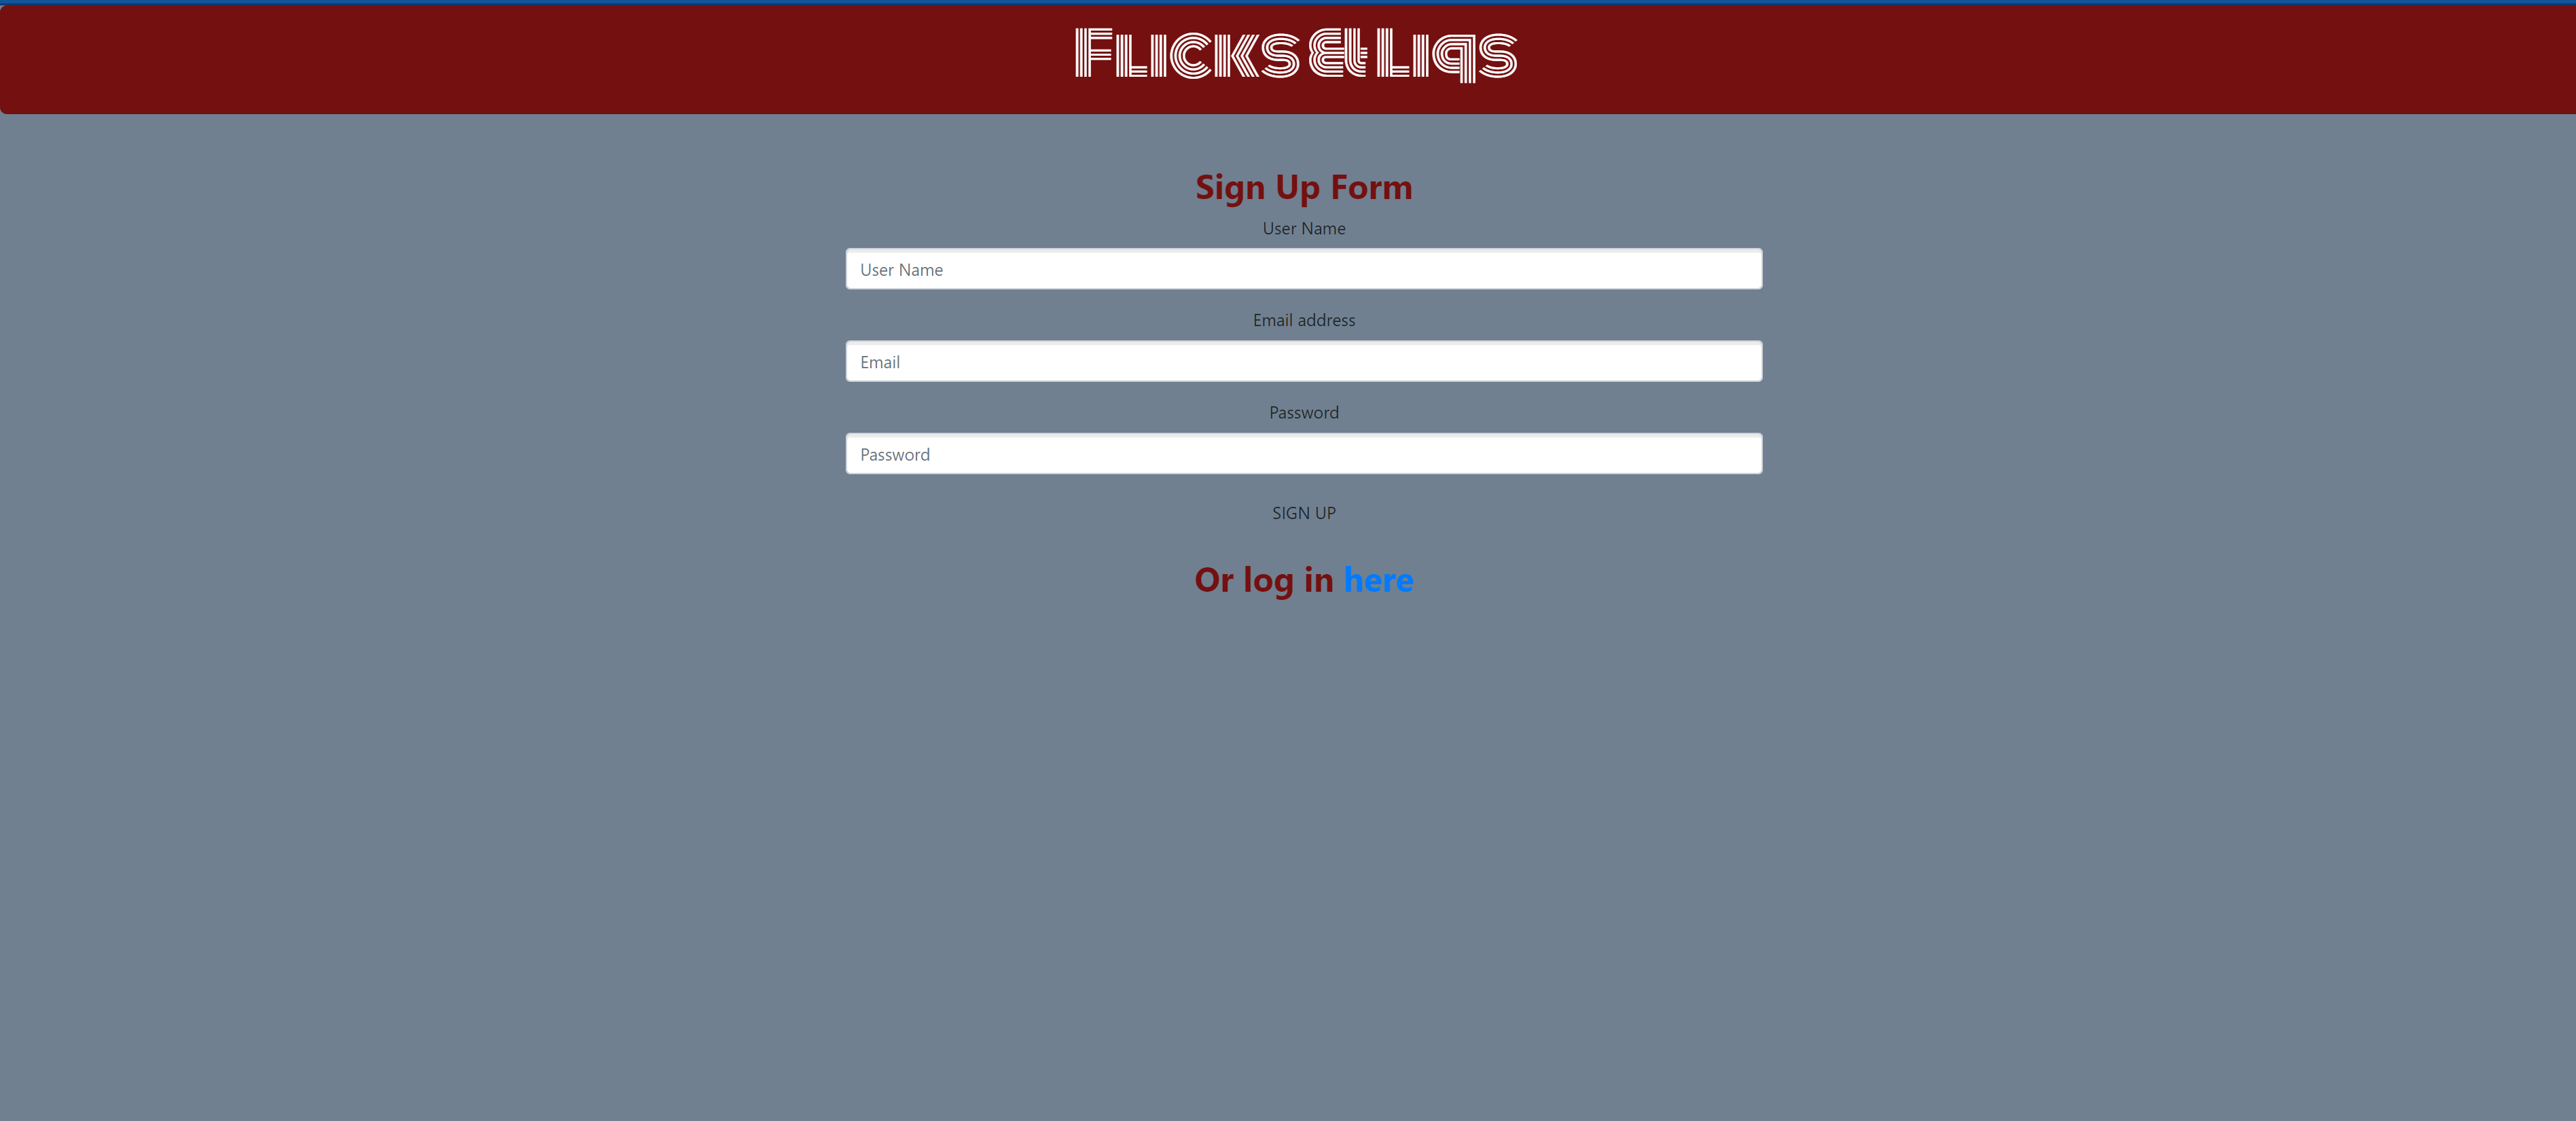 Flicks & Liqs
Sign Up Form
User Name
User Name
Email address
Email
Password
Password
SIGN UP
Or log in here